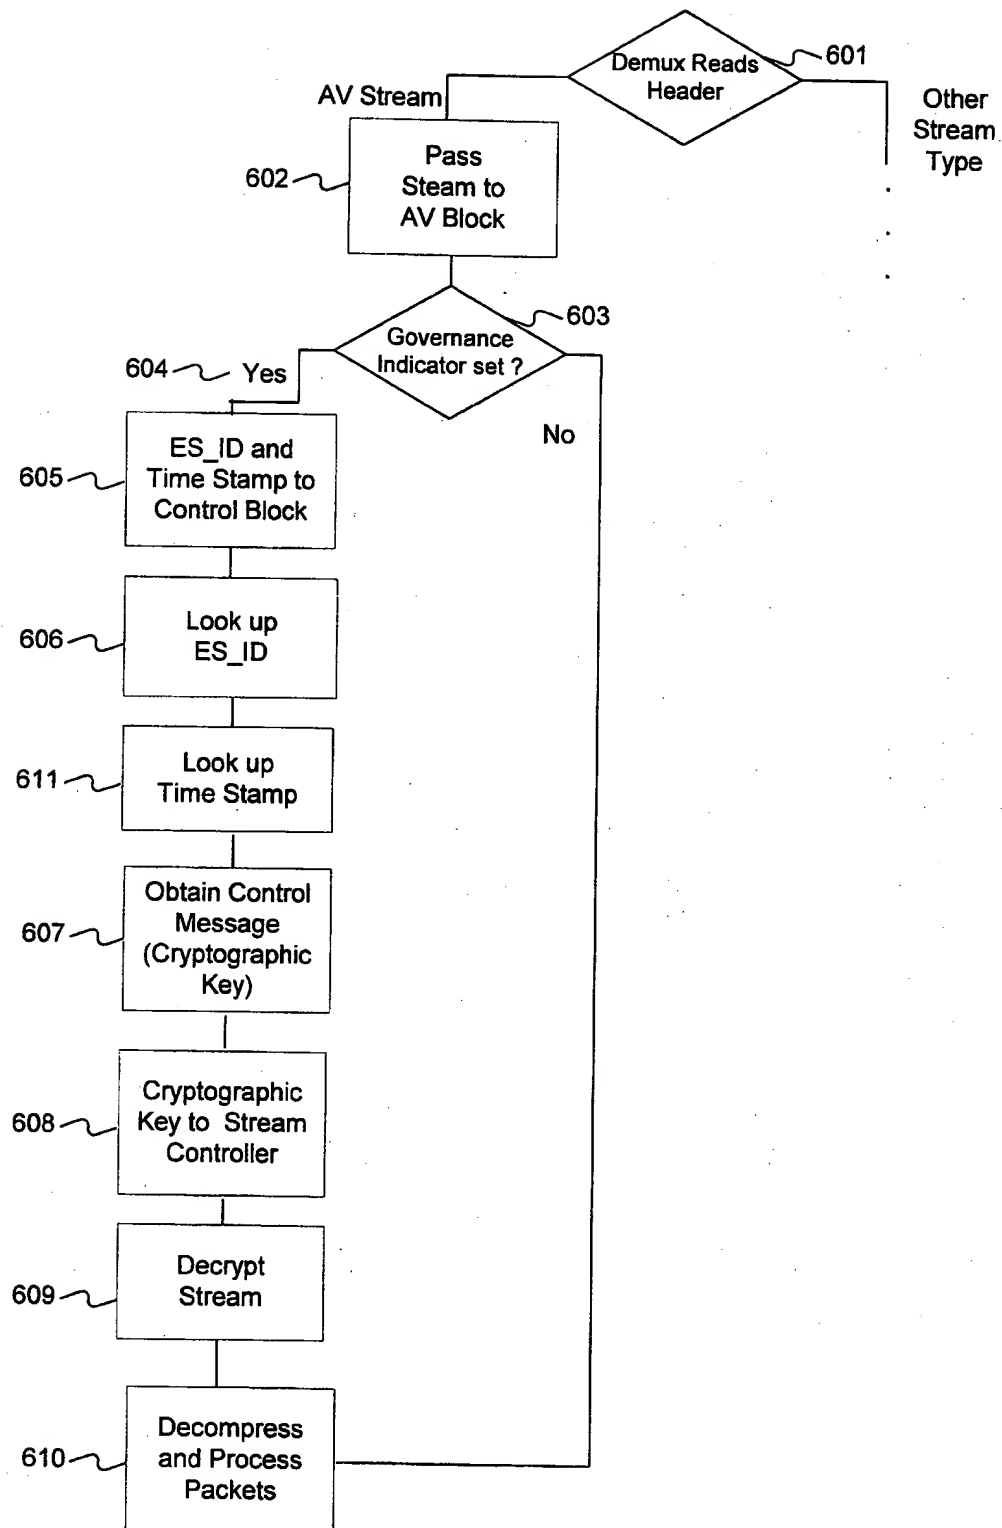 Demux Reads
Header
601
AV Stream
Other
Stream
Type
Pass
Steam to
AV Block
602
Governance
Indicator set ?
603
604
Yes
No
ES_ID and
Time Stamp to
Control Block
605
Look up
ES_ID
606
Look up
Time Stamp
611
Obtain Control
Message
(Cryptographic
Key)
607
Cryptographic
Key to Stream
Controller
608
Decrypt
Stream
609
Decompress
and Process
Packets
610